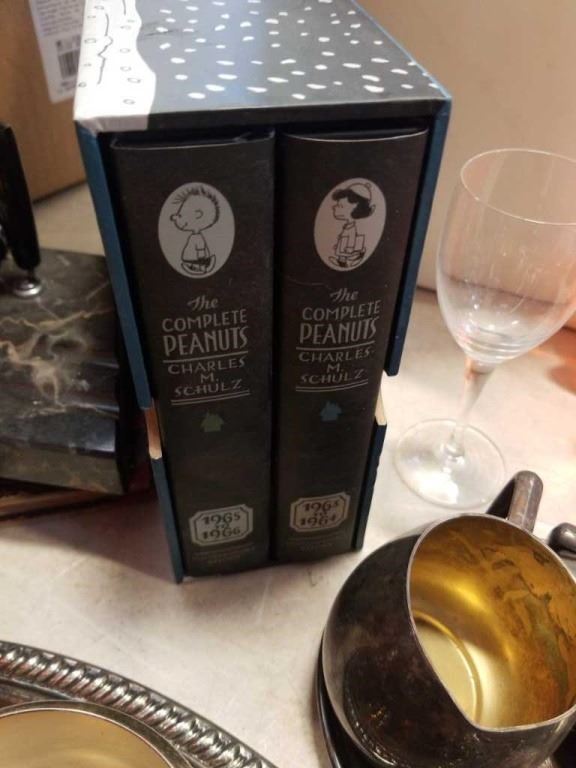 The
COMPLETE
PEANUTS
CHARLES
M.
SCHULZ
1965
TO
1966
The
COMPLETE
PEANUTS
CHARLES
M.
SCHULZ
1963
TO
1964